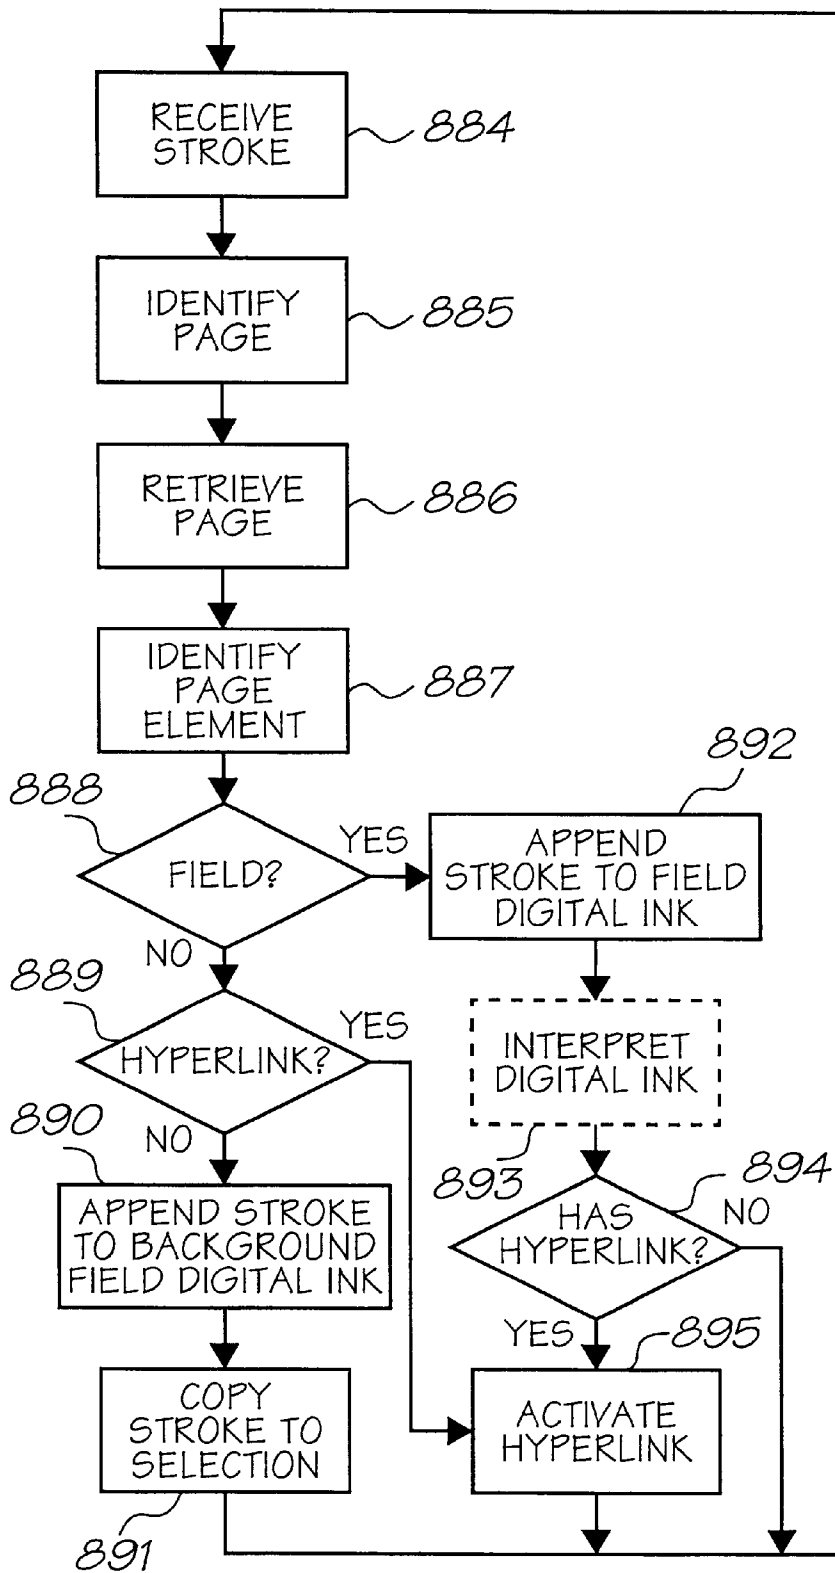 RECEIVE
STROKE
884
IDENTIFY
PAGE
885
RETRIEVE
PAGE
886
IDENTIFY
PAGE
ELEMENT
887
888
FIELD?
YES
NO
892
APPEND
STROKE TO FIELD
DIGITAL INK
889
HYPERLINK?
YES
NO
INTERPRET
DIGITAL INK
893
890
APPEND STROKE
TO BACKGROUND
FIELD DIGITAL INK
894
HAS
HYPERLINK?
NO
YES
COPY
STROKE TO
SELECTION
891
895
ACTIVATE
HYPERLINK